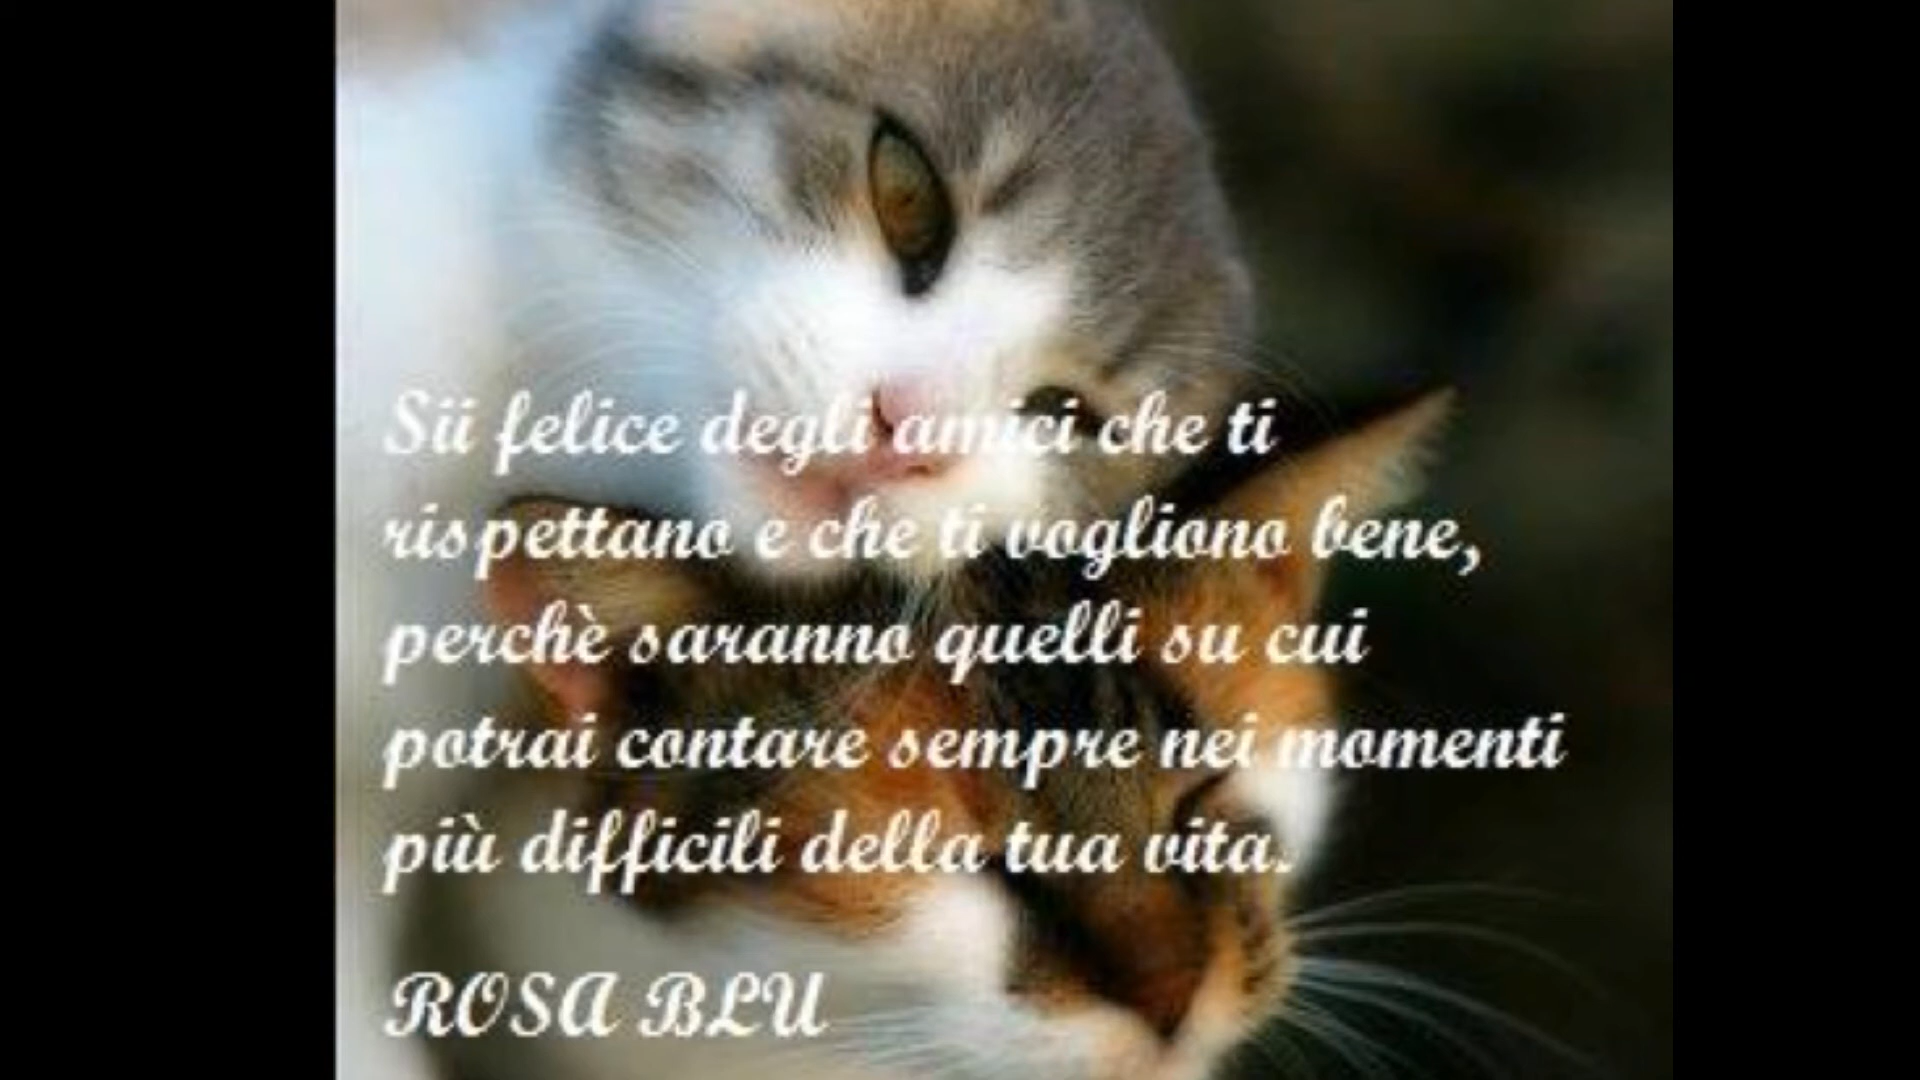 Sii felice degli amici che ti
rispettano e che ti vogliono bene,
perchè saranno quelli su cui
potrai contare sempre nei momenti
più difficili della tua vita.
ROSA BLU